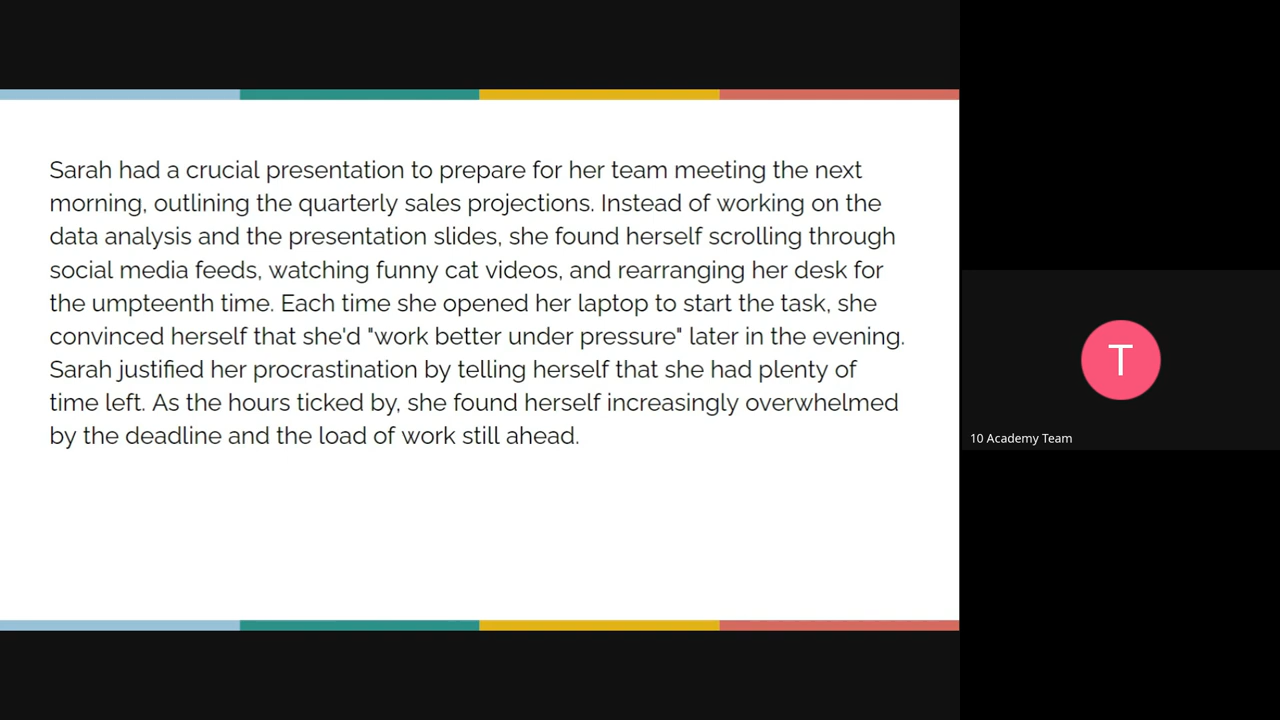 Sarah had a crucial presentation to prepare for her team meeting the next
morning, outlining the quarterly sales projections. Instead of working on the
data analysis and the presentation slides, she found herself scrolling through
social media feeds, watching funny cat videos, and rearranging her desk for
the umpteenth time. Each time she opened her laptop to start the task, she
convinced herself that she'd "work better under pressure" later in the evening.
Sarah justified her procrastination by telling herself that she had plenty of
time left. As the hours ticked by, she found herself increasingly overwhelmed
by the deadline and the load of work still ahead.
T
10 Academy Team